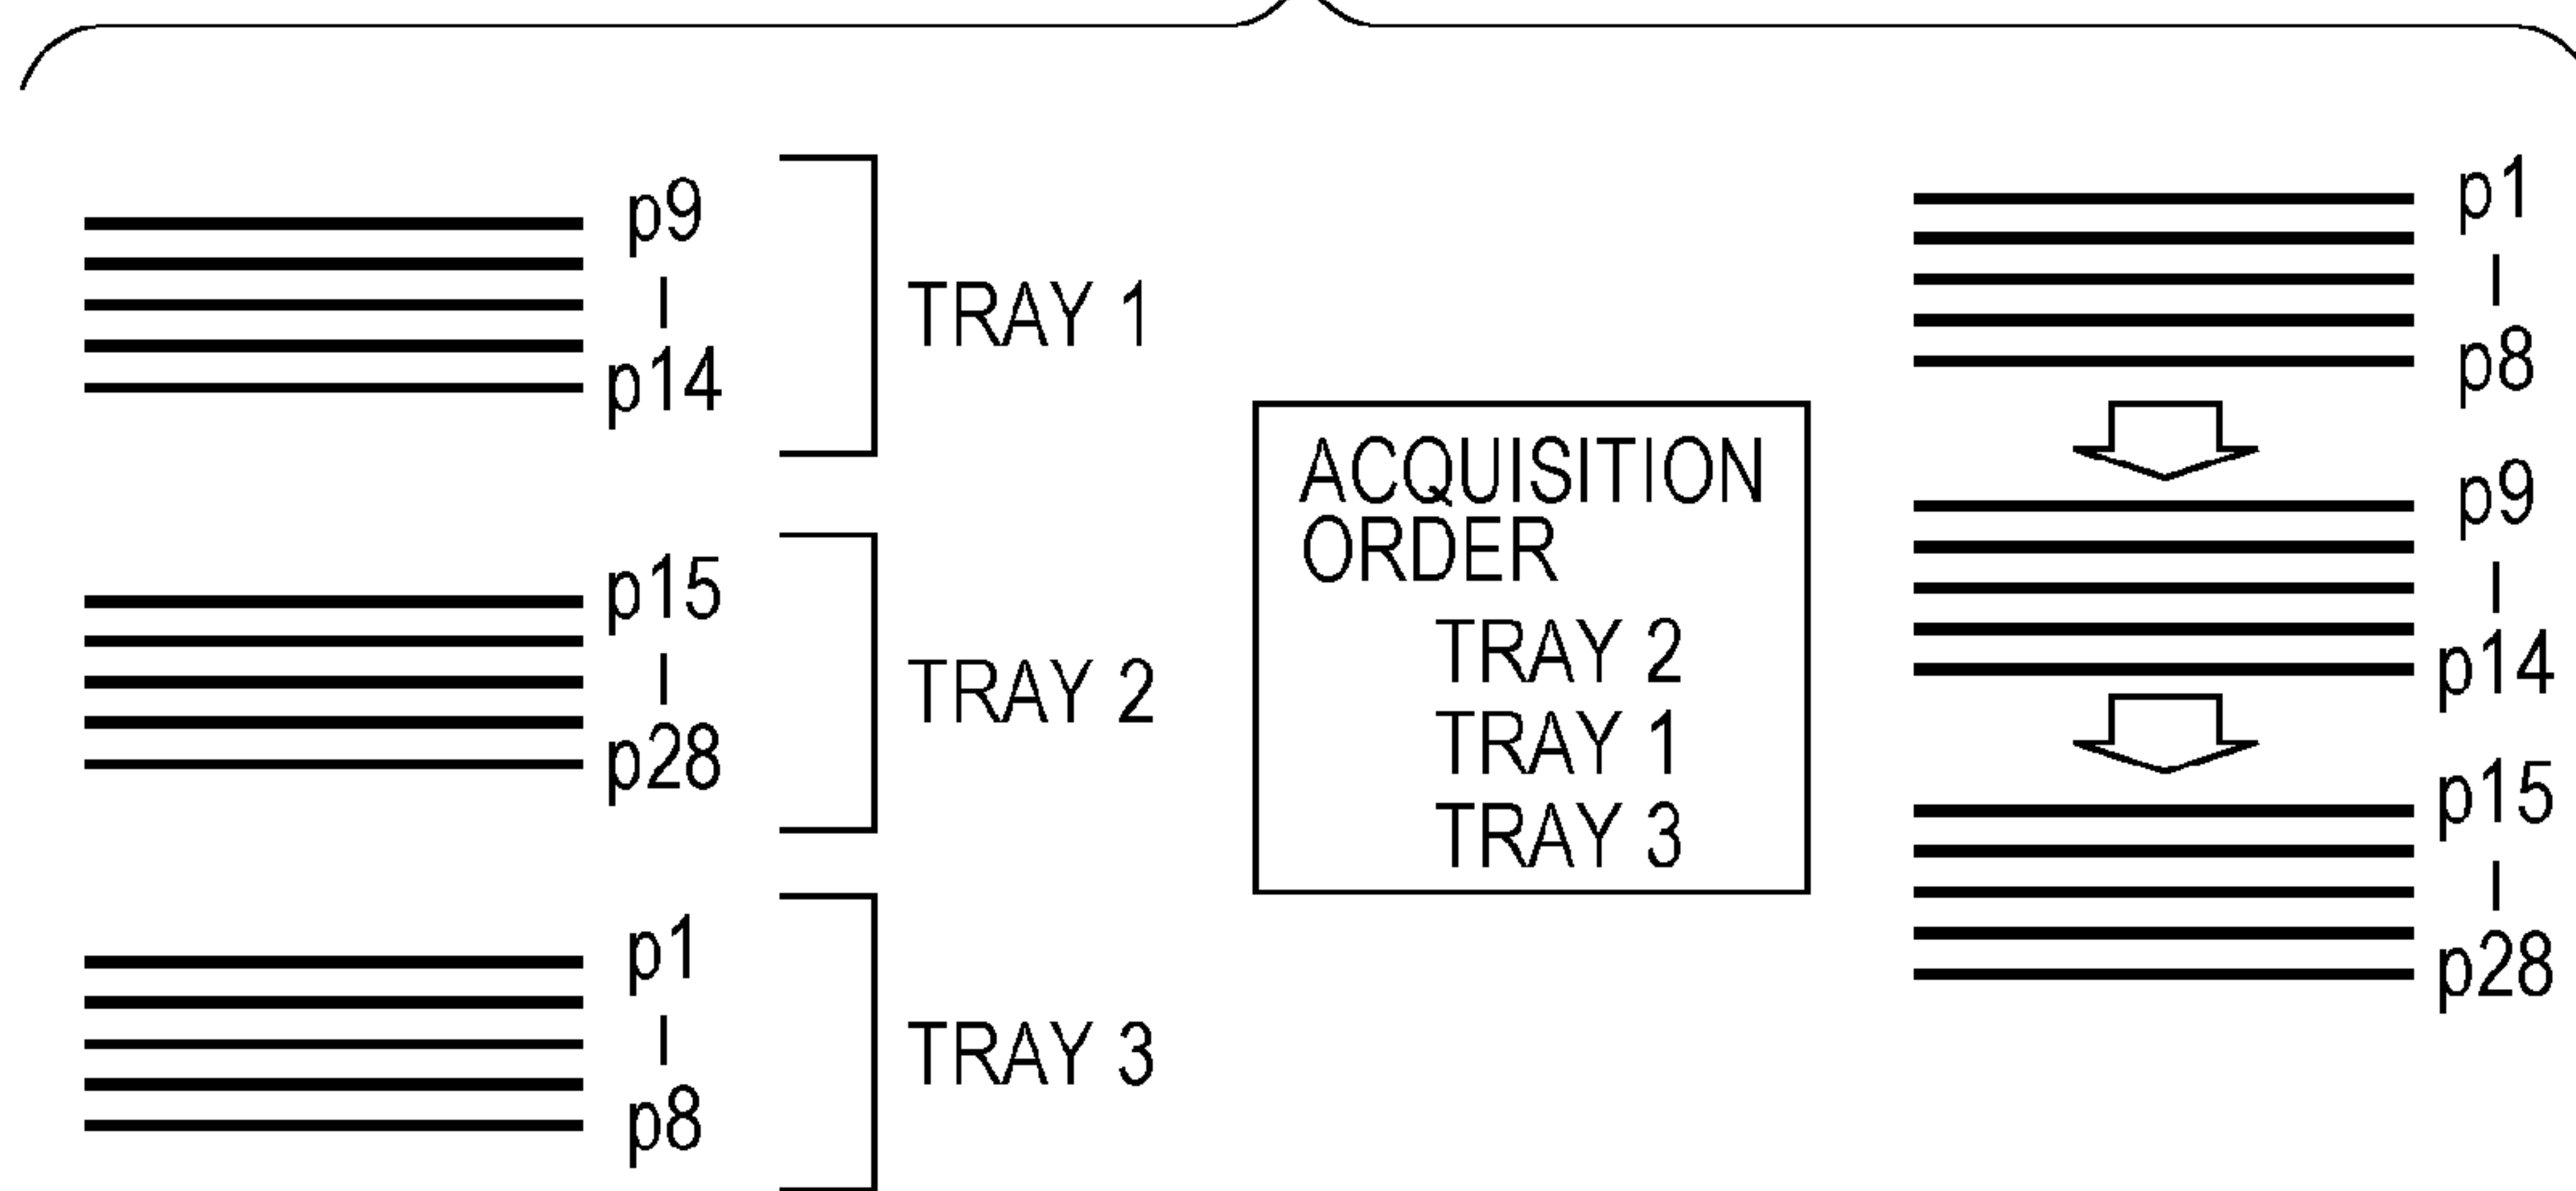 p9
|
p14
TRAY 1
p15
|
p28
TRAY 2
p1
|
p8
TRAY 3
ACQUISITION
ORDER
TRAY 2
TRAY 1
TRAY 3
p1
|
p8
p9
|
p14
p15
|
p28